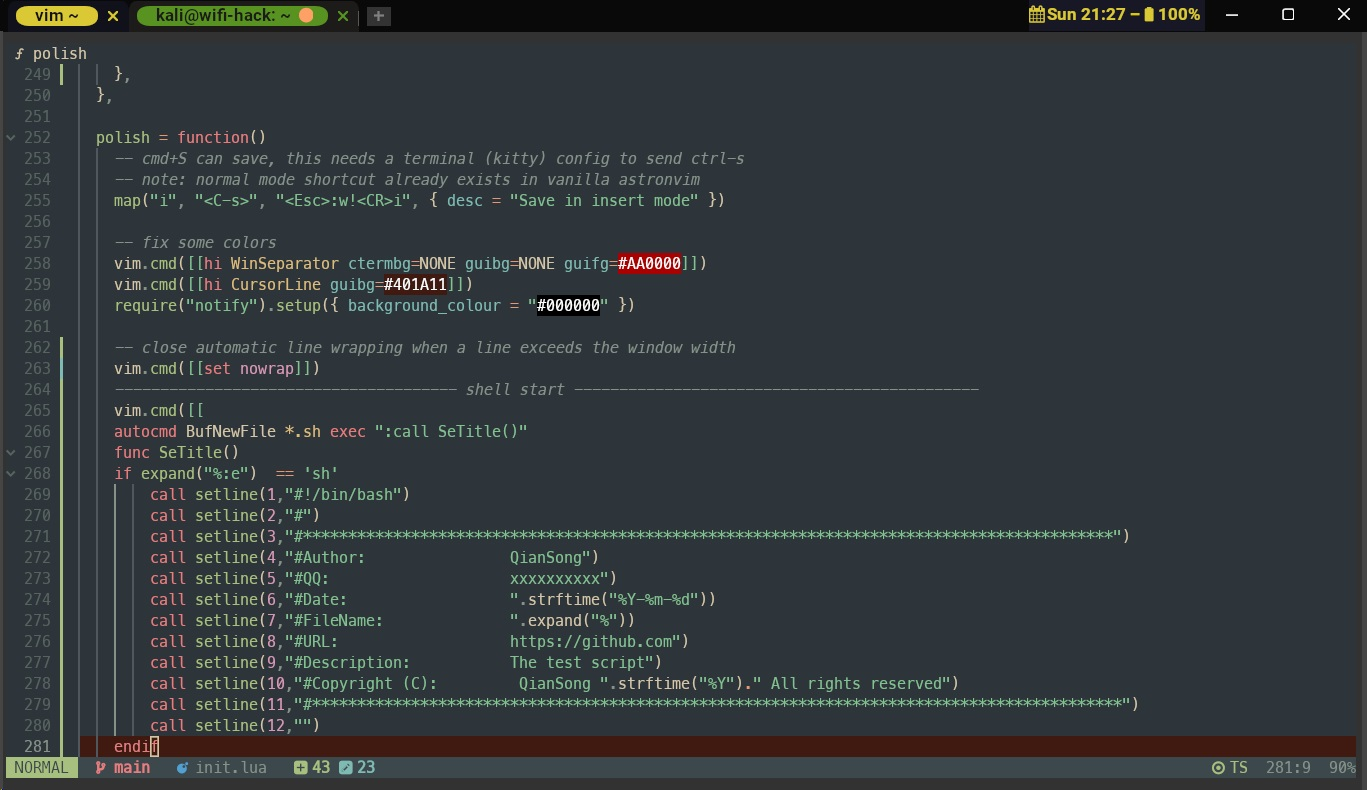 vim ~ × kali@wifi-hack: ~ × + Sun 21:27 – 100%
ƒ polish
249 },
250 },
251
252 polish = function()
253 -- cmd+S can save, this needs a terminal (kitty) config to send ctrl-s
254 -- note: normal mode shortcut already exists in vanilla astronvim
255 map("i", "<C-s>", "<Esc>:w!<CR>i", { desc = "Save in insert mode" })
256
257 -- fix some colors
258 vim.cmd([[hi WinSeparator ctermbg=NONE guibg=NONE guifg=#AA0000]])
259 vim.cmd([[hi CursorLine guibg=#401A11]])
260 require("notify").setup({ background_colour = "#000000" })
261
262 -- close automatic line wrapping when a line exceeds the window width
263 vim.cmd([[set nowrap]])
264 -------------------------------------- shell start ---------------------------------------------
265 vim.cmd([[
266 autocmd BufNewFile *.sh exec ":call SeTitle()"
267 func SeTitle()
268 if expand("%:e")  == 'sh'
269 call setline(1,"#!/bin/bash")
270 call setline(2,"#")
271 call setline(3,"#******************************************************************************************")
272 call setline(4,"#Author:                QianSong")
273 call setline(5,"#QQ:                    xxxxxxxxxx")
274 call setline(6,"#Date:                  ".strftime("%Y-%m-%d"))
275 call setline(7,"#FileName:              ".expand("%"))
276 call setline(8,"#URL:                   https://github.com")
277 call setline(9,"#Description:           The test script")
278 call setline(10,"#Copyright (C):         QianSong ".strftime("%Y")." All rights reserved")
279 call setline(11,"#******************************************************************************************")
280 call setline(12,"")
281 endif
NORMAL main init.lua 43 23 TS 281:9 90%